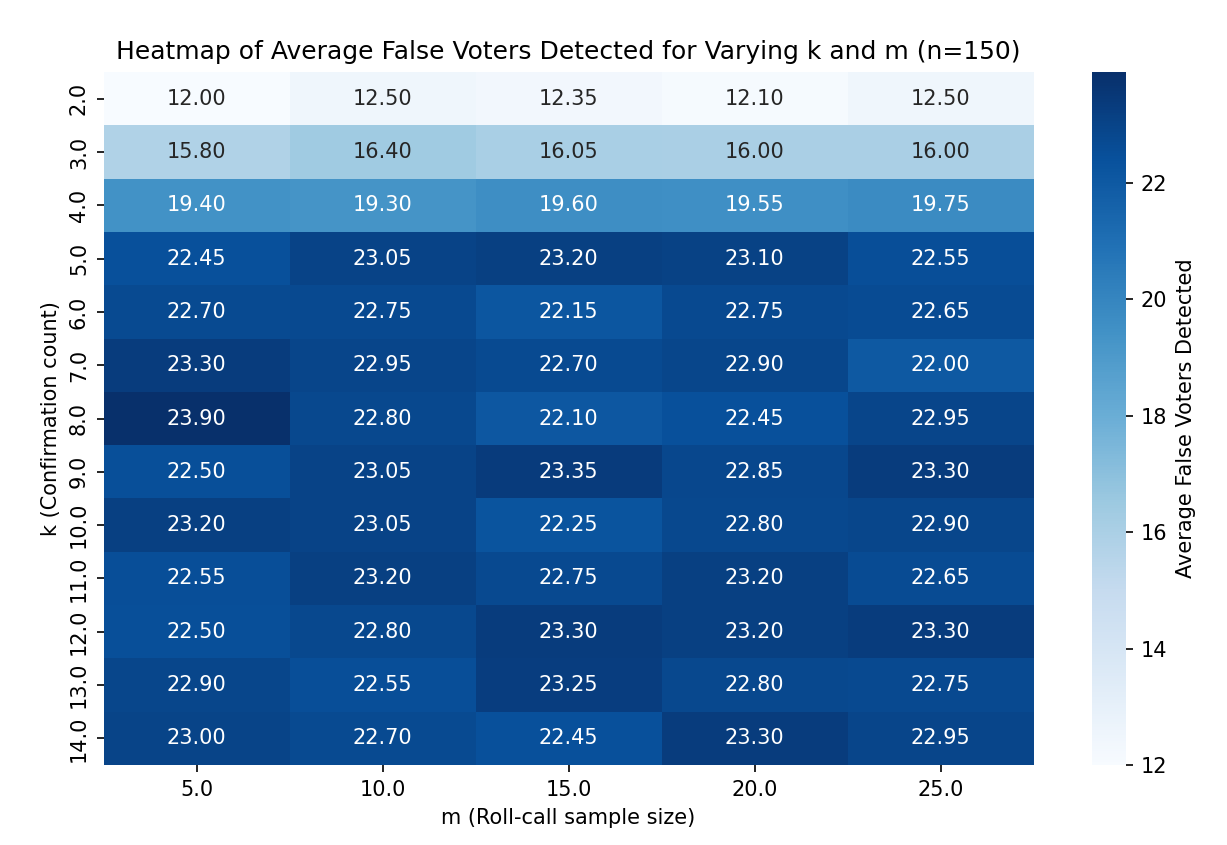 Heatmap of Average False Voters Detected for Varying k and m (n=150)
k (Confirmation count)
2.0 12.00 12.50 12.35 12.10 12.50
3.0 15.80 16.40 16.05 16.00 16.00
4.0 19.40 19.30 19.60 19.55 19.75
5.0 22.45 23.05 23.20 23.10 22.55
6.0 22.70 22.75 22.15 22.75 22.65
7.0 23.30 22.95 22.70 22.90 22.00
8.0 23.90 22.80 22.10 22.45 22.95
9.0 22.50 23.05 23.35 22.85 23.30
10.0 23.20 23.05 22.25 22.80 22.90
11.0 22.55 23.20 22.75 23.20 22.65
12.0 22.50 22.80 23.30 23.20 23.30
13.0 22.90 22.55 23.25 22.80 22.75
14.0 23.00 22.70 22.45 23.30 22.95
5.0 10.0 15.0 20.0 25.0
m (Roll-call sample size)
22
20
18
16
14
12
Average False Voters Detected